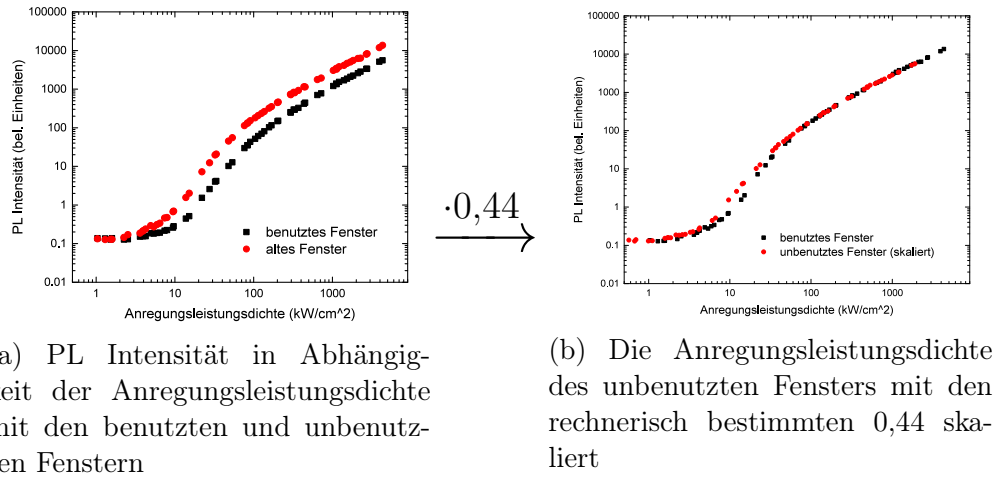 100000
10000
1000
100
10
1
0.1
0.01
PL Intensität (bel. Einheiten)
benutztes Fenster
altes Fenster
1 10 100 1000
Anregungsleistungsdichte (kW/cm^2)
·0,44
100000
10000
1000
100
10
1
0.1
0.01
PL Intensität (bel. Einheiten)
benutztes Fenster
unbenutztes Fenster (skaliert)
1 10 100 1000
Anregungsleistungsdichte (kW/cm^2)
a) PL Intensität in Abhängig-
keit der Anregungsleistungsdichte
mit den benutzten und unbenutz-
en Fenstern
(b) Die Anregungsleistungsdichte
des unbenutzten Fensters mit den
rechnerisch bestimmten 0,44 ska-
liert